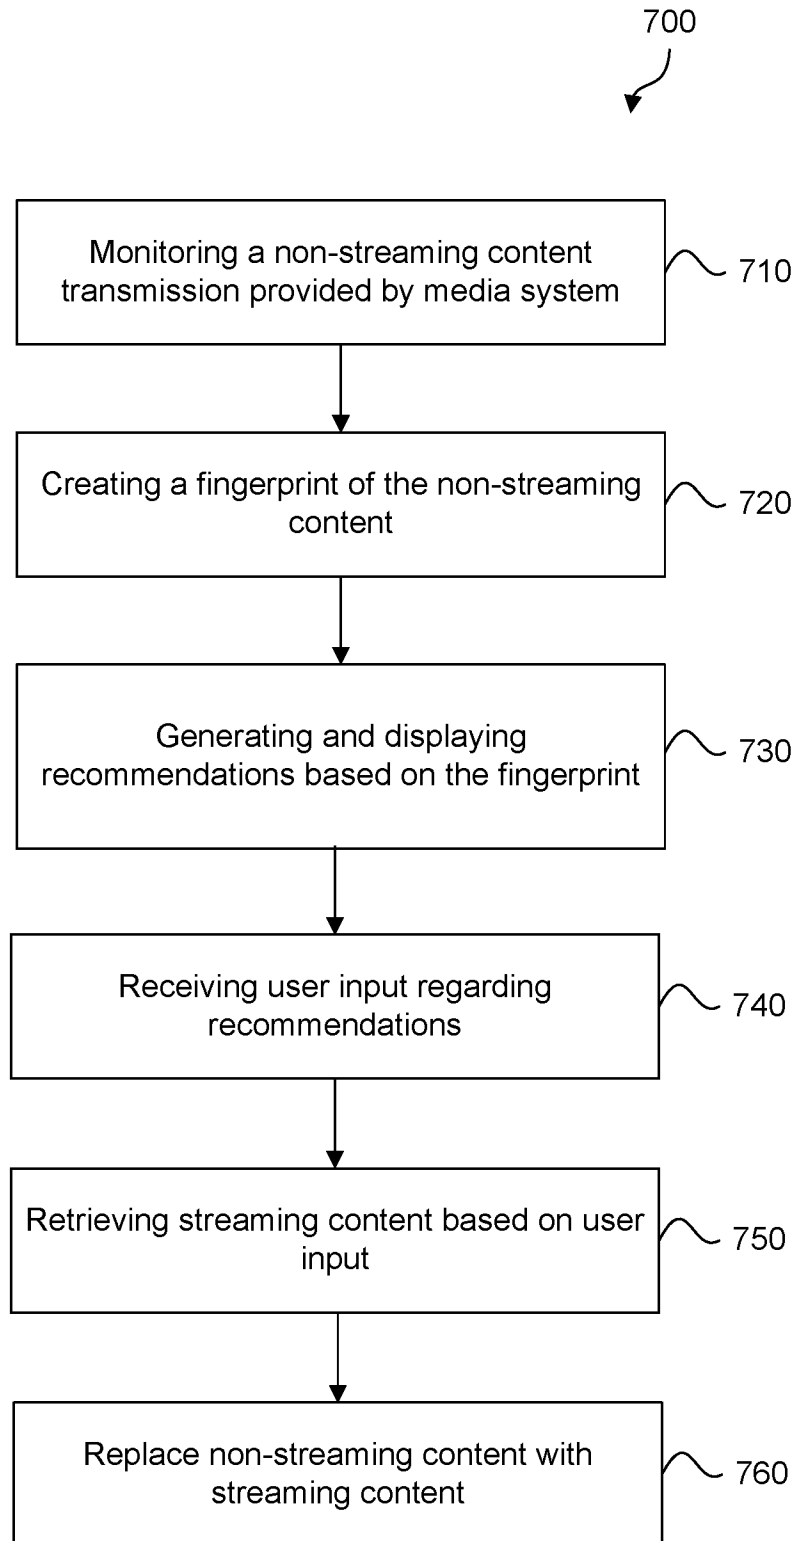 700
Monitoring a non-streaming content
transmission provided by media system
710
Creating a fingerprint of the non-streaming
content
720
Generating and displaying
recommendations based on the fingerprint
730
Receiving user input regarding
recommendations
740
Retrieving streaming content based on user
input
750
Replace non-streaming content with
streaming content
760